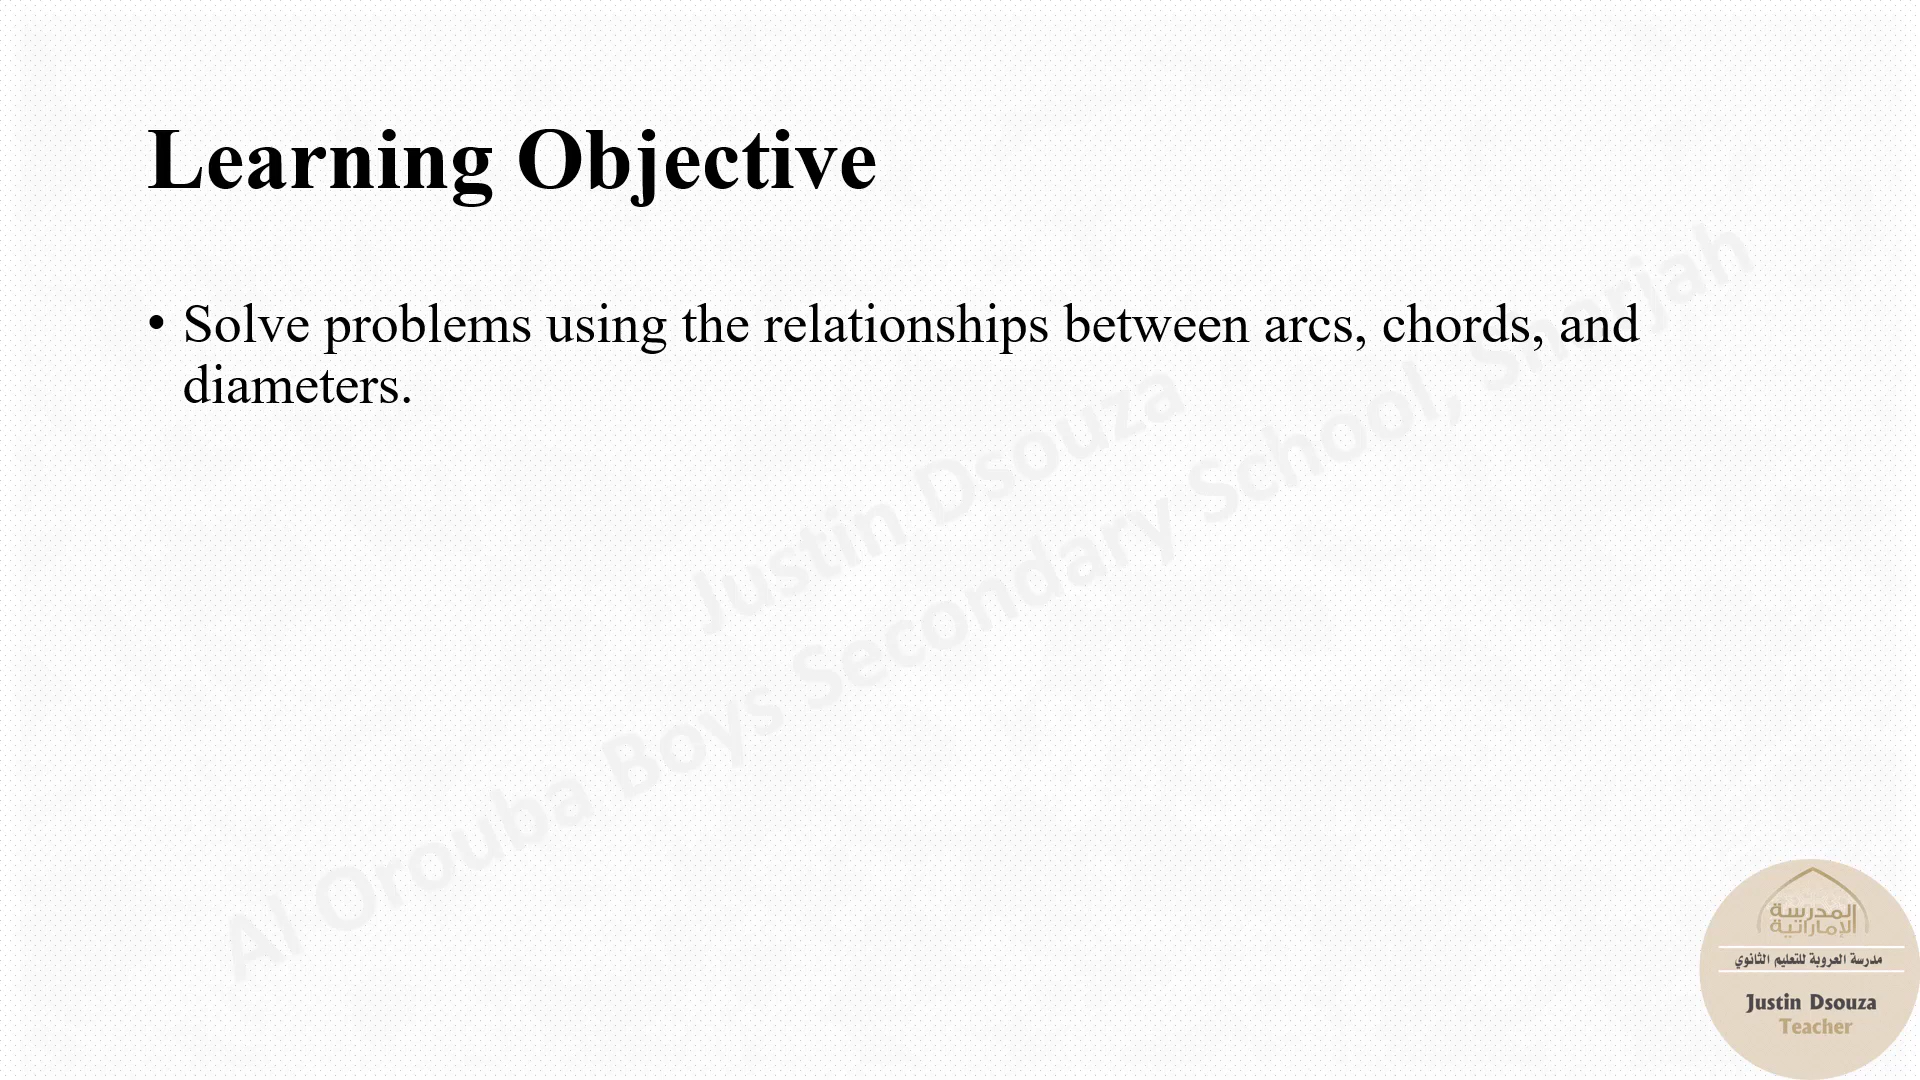 Learning Objective
• Solve problems using the relationships between arcs, chords, and
diameters.
Justin Dsouza
Al Orouba Boys Secondary School, Sharjah
المدرسة
الإماراتية
مدرسة العروبة للتعليم الثانوي
Justin Dsouza
Teacher